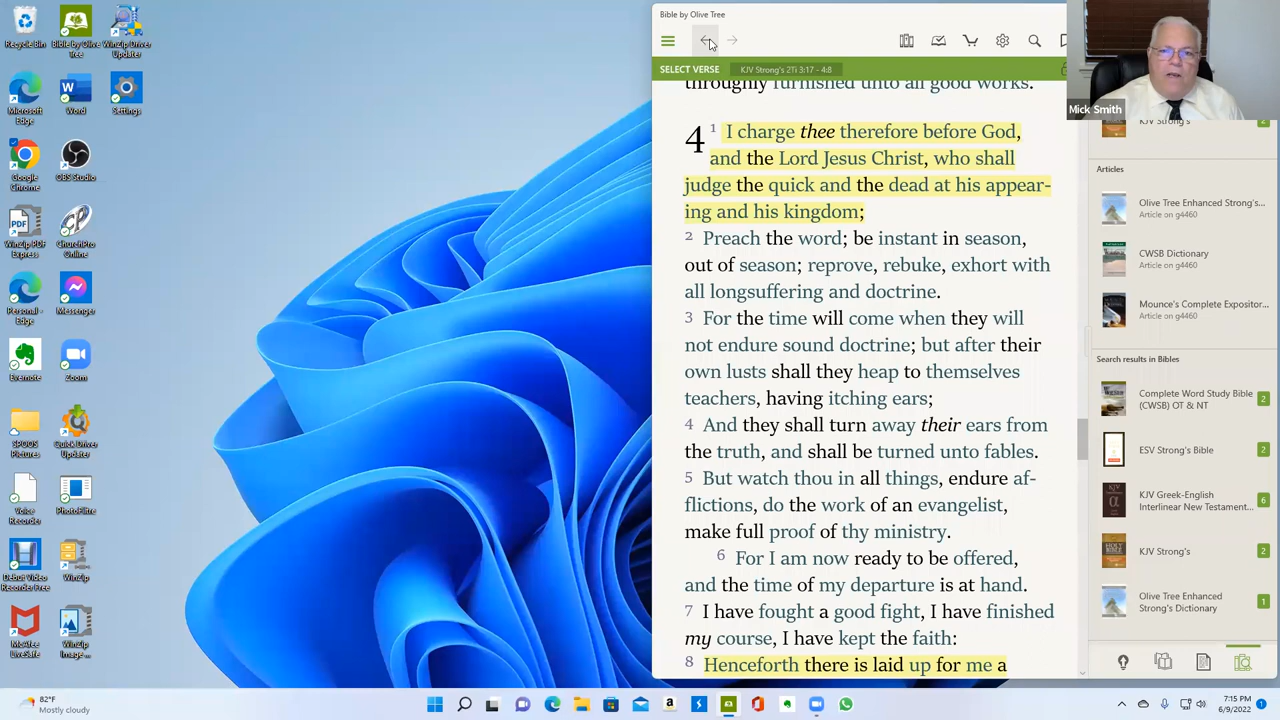 Recycle Bin
Bible by Olive Tree
Winzip Driver Updater
Microsoft Edge
Word
Settings
Google Chrome
OBS Studio
WinZip PDF Express
ChurchPro Online
Personal - Edge
Messenger
Evernote
Zoom
SPOOS Pictures
Quick Driver Updater
Voice Recorder
PhotoFiltre
Debut Video Recorder Free
WinZip
McAfee LiveSafe
WinZip Image ...
Bible by Olive Tree
SELECT VERSE
KJV Strong's 2Ti 3:17 - 4:8
throughly furnished unto all good works.
4 1 I charge thee therefore before God,
and the Lord Jesus Christ, who shall
judge the quick and the dead at his appear-
ing and his kingdom;
2 Preach the word; be instant in season,
out of season; reprove, rebuke, exhort with
all longsuffering and doctrine.
3 For the time will come when they will
not endure sound doctrine; but after their
own lusts shall they heap to themselves
teachers, having itching ears;
4 And they shall turn away their ears from
the truth, and shall be turned unto fables.
5 But watch thou in all things, endure af-
flictions, do the work of an evangelist,
make full proof of thy ministry.
6 For I am now ready to be offered,
and the time of my departure is at hand.
7 I have fought a good fight, I have finished
my course, I have kept the faith:
8 Henceforth there is laid up for me a
Mick Smith
KJV Strong's
2
Articles
Olive Tree Enhanced Strong's...
Article on g4460
CWSB Dictionary
Article on g4460
Mounce's Complete Expositor...
Article on g4460
Search results in Bibles
Complete Word Study Bible
(CWSB) OT & NT
2
ESV Strong's Bible
2
KJV Greek-English
Interlinear New Testament...
6
KJV Strong's
2
Olive Tree Enhanced
Strong's Dictionary
1
82°F
Mostly cloudy
7:15 PM
6/9/2022